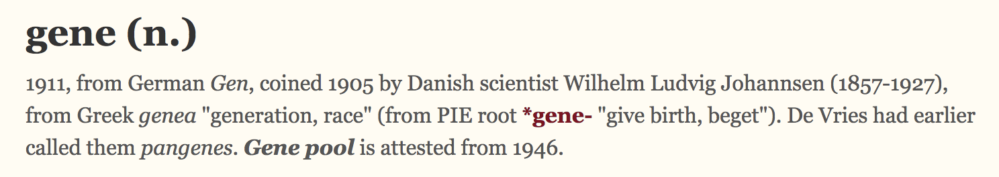 gene (n.)
1911, from German Gen, coined 1905 by Danish scientist Wilhelm Ludvig Johannsen (1857-1927),
from Greek genea "generation, race" (from PIE root *gene- "give birth, beget"). De Vries had earlier
called them pangenes. Gene pool is attested from 1946.